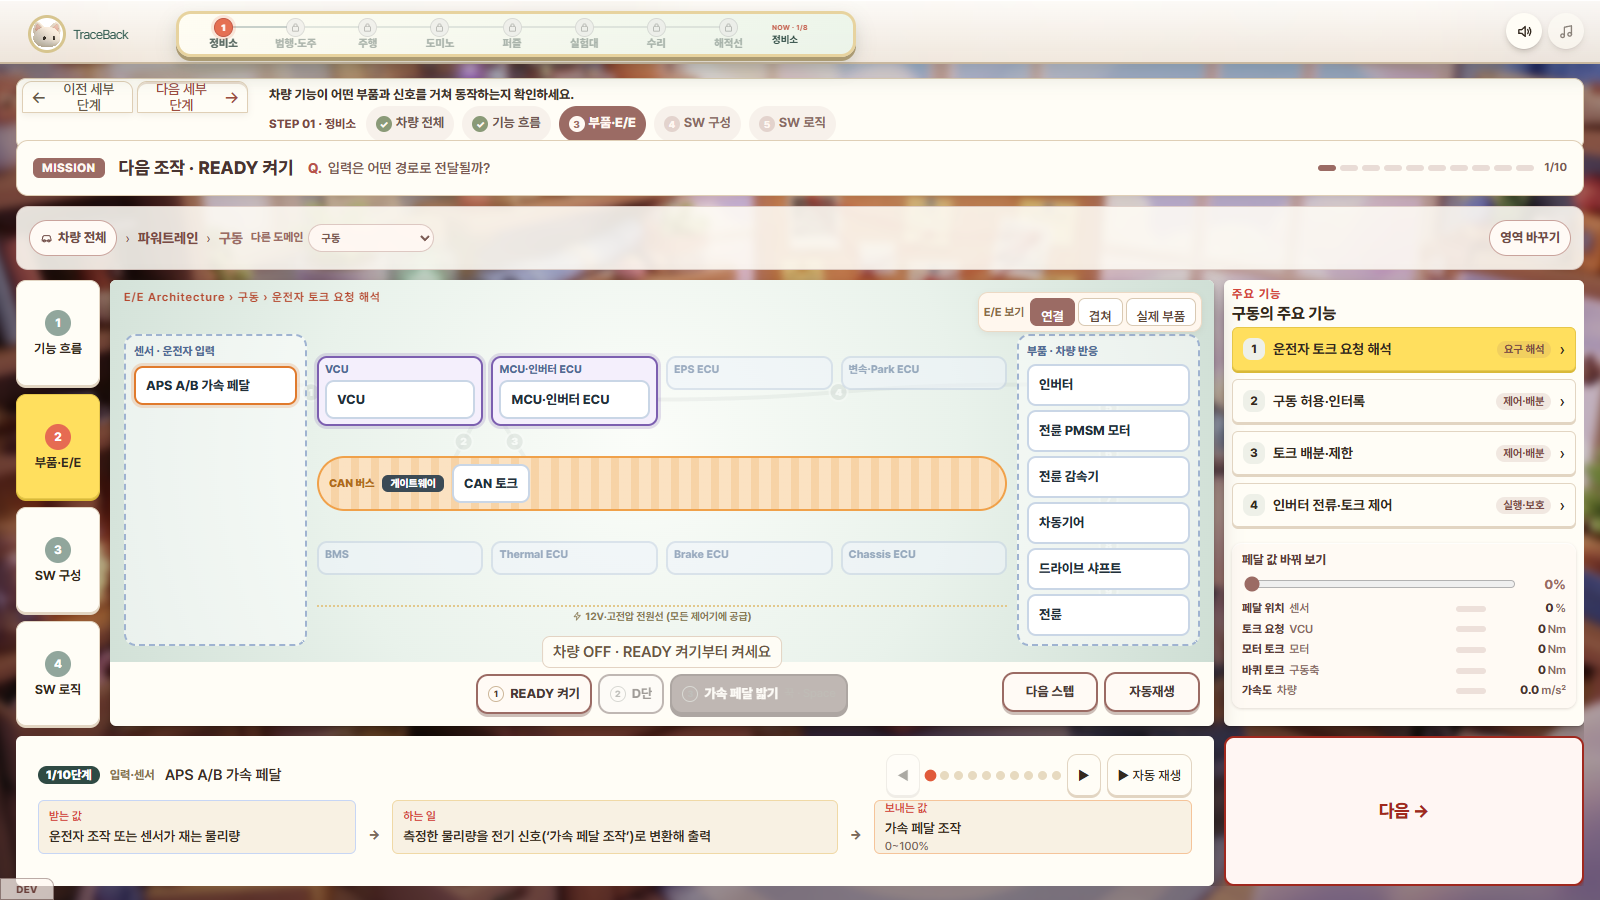 TraceBack
1
정비소
범행·도주
주행
도미노
퍼즐
실험대
수리
해적선
NOW · 1/8
정비소
← 이전 세부 단계
다음 세부 단계 →
차량 기능이 어떤 부품과 신호를 거쳐 동작하는지 확인하세요.
STEP 01 · 정비소
차량 전체
기능 흐름
3 부품·E/E
4 SW 구성
5 SW 로직
MISSION 다음 조작 · READY 켜기 Q. 입력은 어떤 경로로 전달될까?
1/10
차량 전체 › 파워트레인 › 구동 다른 도메인 구동
영역 바꾸기
1
기능 흐름
2
부품·E/E
3
SW 구성
4
SW 로직
E/E Architecture › 구동 › 운전자 토크 요청 해석
E/E 보기 연결 겹쳐 실제 부품
센서 · 운전자 입력
APS A/B 가속 페달
VCU
VCU
MCU·인버터 ECU
MCU·인버터 ECU
EPS ECU
변속·Park ECU
4
2
3
CAN 버스 게이트웨이 CAN 토크
BMS
Thermal ECU
Brake ECU
Chassis ECU
12V·고전압 전원선 (모든 제어기에 공급)
부품 · 차량 반응
인버터
전륜 PMSM 모터
전륜 감속기
차동기어
드라이브 샤프트
전륜
차량 OFF · READY 켜기부터 켜세요
1 READY 켜기
2 D단
가속 페달 밟기
다음 스텝
자동재생
주요 기능
구동의 주요 기능
1 운전자 토크 요청 해석 요구 해석 ›
2 구동 허용·인터록 제어·배분 ›
3 토크 배분·제한 제어·배분 ›
4 인버터 전류·토크 제어 실행·보호 ›
페달 값 바꿔 보기
0%
페달 위치 센서 0 %
토크 요청 VCU 0 Nm
모터 토크 모터 0 Nm
바퀴 토크 구동축 0 Nm
가속도 차량 0.0 m/s²
1/10단계 입력·센서 APS A/B 가속 페달
◀ ▶ ▶ 자동 재생
받는 값
운전자 조작 또는 센서가 재는 물리량
→
하는 일
측정한 물리량을 전기 신호(‘가속 페달 조작’)로 변환해 출력
→
보내는 값
가속 페달 조작
0~100%
다음 →
DEV